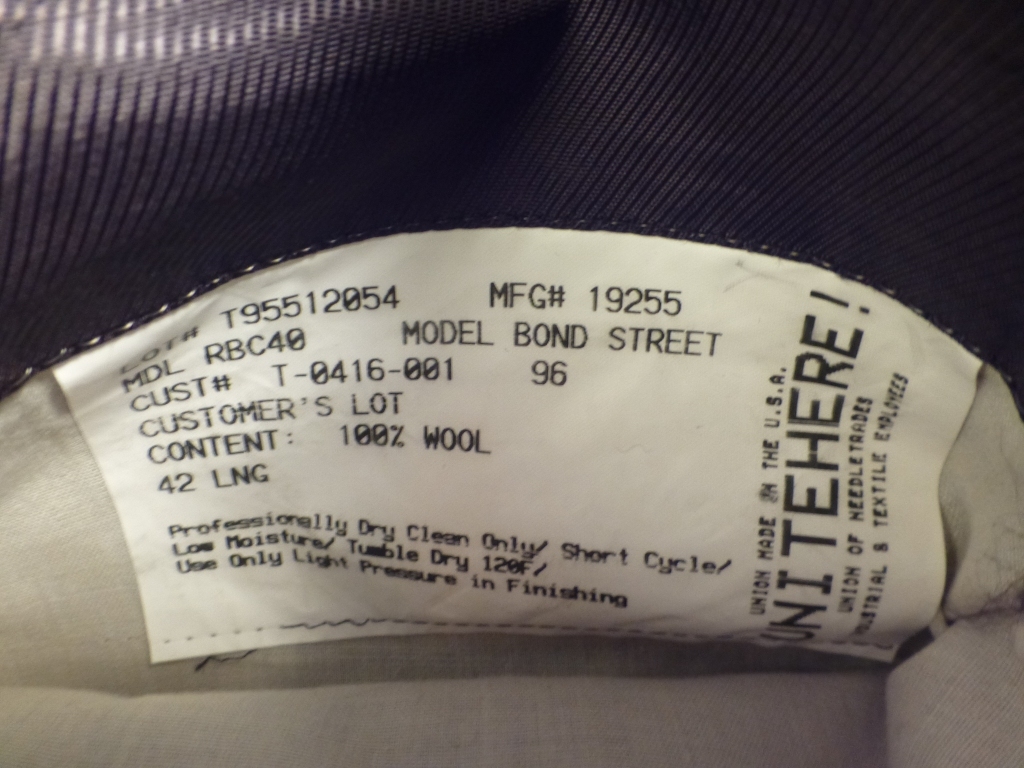 LOT# T95512054 MFG# 19255
MDL RBC40 MODEL BOND STREET
CUST# T-0416-001 96
CUSTOMER'S LOT
CONTENT: 100% WOOL
42 LNG
Professionally Dry Clean Only/ Short Cycle/
Low Moisture/ Tumble Dry 120F/
Use Only Light Pressure in Finishing
UNION MADE IN THE U.S.A.
UNITEHERE!
UNION OF NEEDLETRADES
INDUSTRIAL & TEXTILE EMPLOYEES